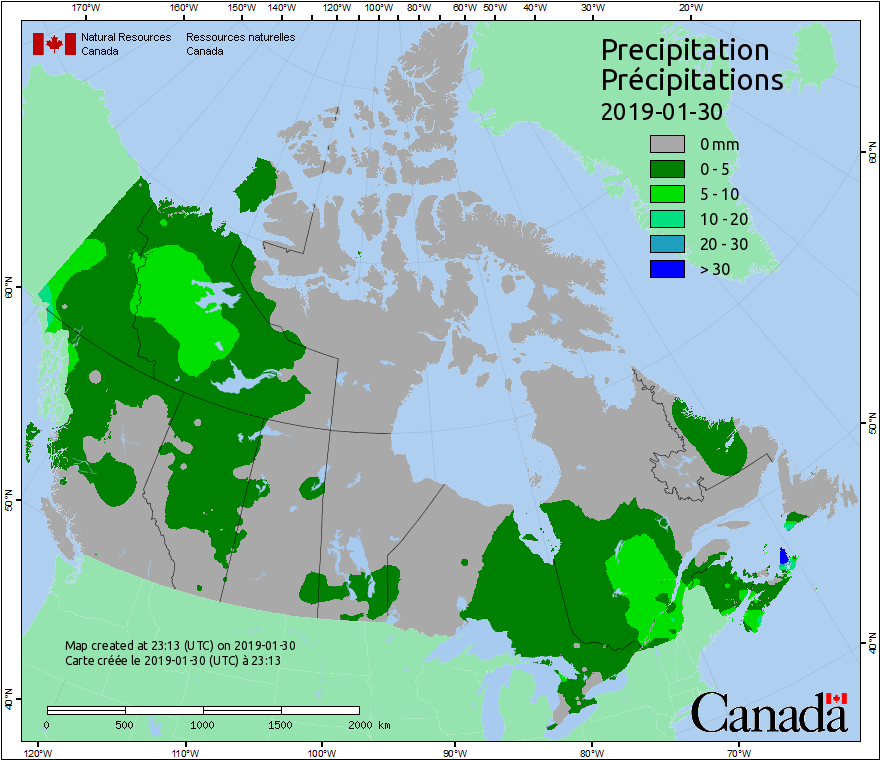 170°W 160°W 150°W 140°W 120°W 100°W 80°W 60°W 50°W 40°W 30°W 20°W
Natural Resources Ressources naturelles
Canada Canada
Precipitation
Précipitations
2019-01-30
0 mm
0 - 5
5 - 10
10 - 20
20 - 30
> 30
60°N
60°N
50°N
50°N
40°N
40°N
Map created at 23:13 (UTC) on 2019-01-30
Carte créée le 2019-01-30 (UTC) à 23:13
0 500 1000 1500 2000 km
Canada
120°W 110°W 100°W 90°W 80°W 70°W